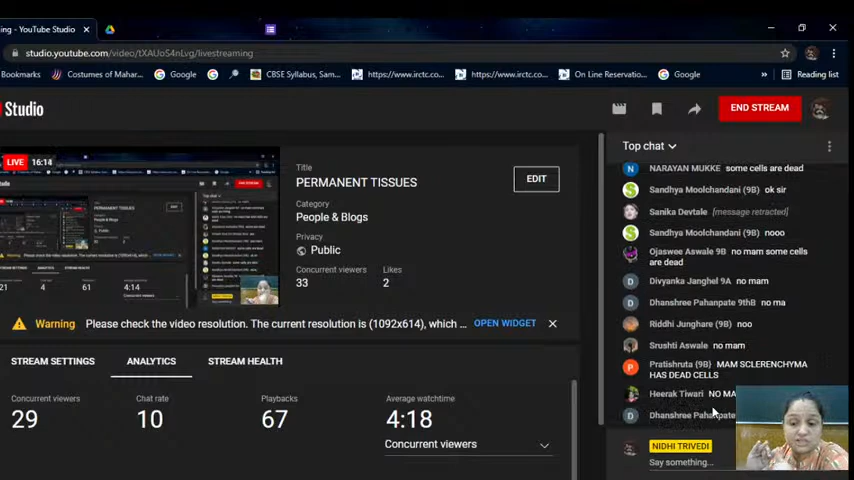 ng - YouTube Studio
studio.youtube.com/video/tXAUoS4nLvg/livestreaming
Bookmarks
Costumes of Mahar...
Google
CBSE Syllabus, Sam...
https://www.irctc.co...
https://www.irctc.co...
On Line Reservatio...
Google
»
Reading list
Studio
END STREAM
LIVE 16:14
Title
PERMANENT TISSUES
EDIT
Category
People & Blogs
Privacy
Public
Concurrent viewers
Likes
33
2
Warning Please check the video resolution. The current resolution is (1092x614), which ... OPEN WIDGET
STREAM SETTINGS
ANALYTICS
STREAM HEALTH
Concurrent viewers
Chat rate
Playbacks
Average watchtime
29
10
67
4:18
Concurrent viewers
Top chat
NARAYAN MUKKE some cells are dead
Sandhya Moolchandani (9B) ok sir
Sanika Devtale [message retracted]
Sandhya Moolchandani (9B) nooo
Ojaswee Aswale 9B no mam some cells
are dead
Divyanka Janghel 9A no mam
Dhanshree Pahanpate 9thB no ma
Riddhi Junghare (9B) noo
Srushti Aswale no mam
Pratishruta (9B) MAM SCLERENCHYMA
HAS DEAD CELLS
Heerak Tiwari NO MA
Dhanshree Pahanpate
NIDHI TRIVEDI
Say something...